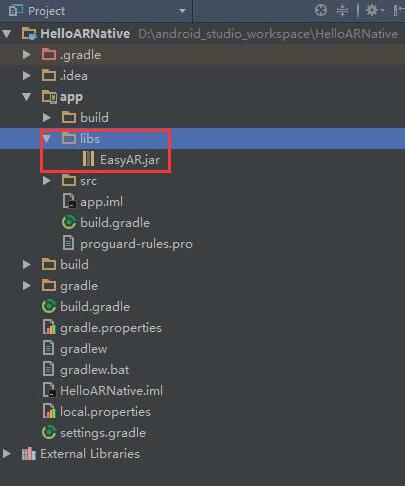 Project
HelloARNative D:\android_studio_workspace\HelloARNative
.gradle
.idea
app
build
libs
EasyAR.jar
src
app.iml
build.gradle
proguard-rules.pro
build
gradle
build.gradle
gradle.properties
gradlew
gradlew.bat
HelloARNative.iml
local.properties
settings.gradle
External Libraries